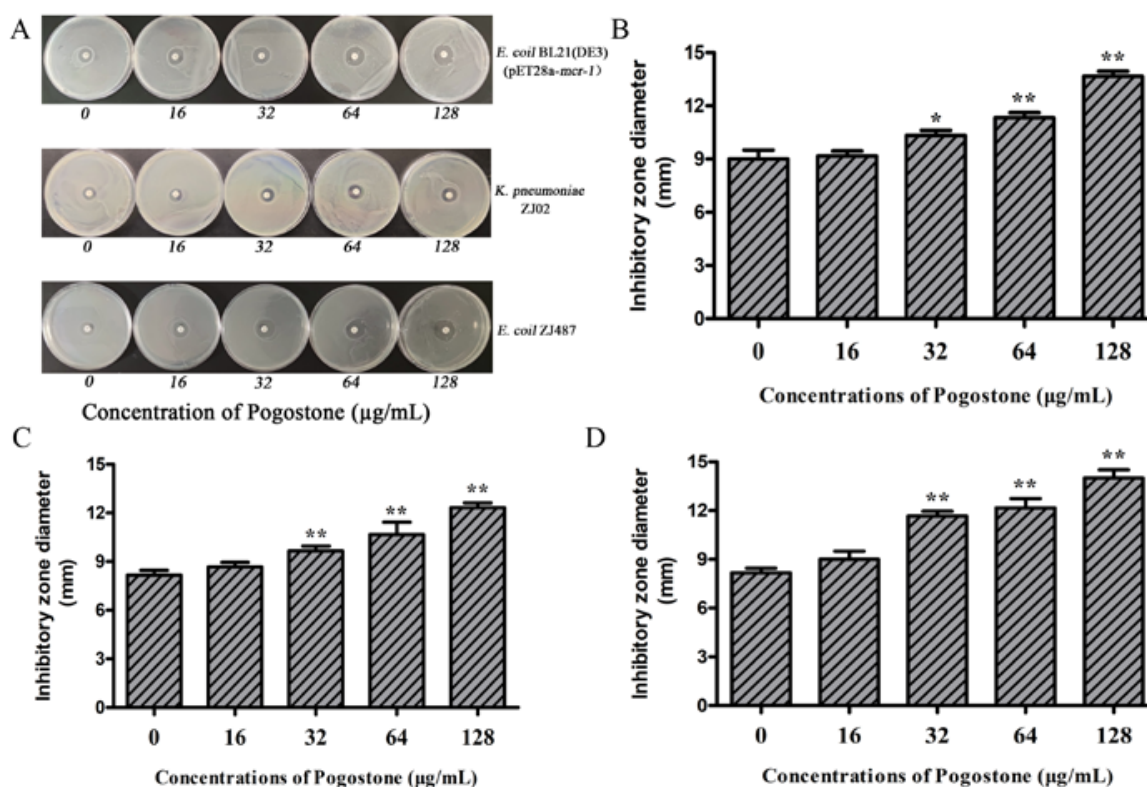 A
E. coil BL21(DE3)
(pET28a-mcr-1)
0 16 32 64 128
K. pneumoniae
ZJ02
0 16 32 64 128
E. coil ZJ487
0 16 32 64 128
Concentration of Pogostone (μg/mL)
B
Inhibitory zone diameter
(mm)
15
12
9
6
3
0
*
**
**
0 16 32 64 128
Concentrations of Pogostone (μg/mL)
C
Inhibitory zone diameter
(mm)
15
12
9
6
3
0
**
**
**
0 16 32 64 128
Concentrations of Pogostone (μg/mL)
D
Inhibitory zone diameter
(mm)
15
12
9
6
3
0
**
**
**
0 16 32 64 128
Concentrations of Pogostone (μg/mL)